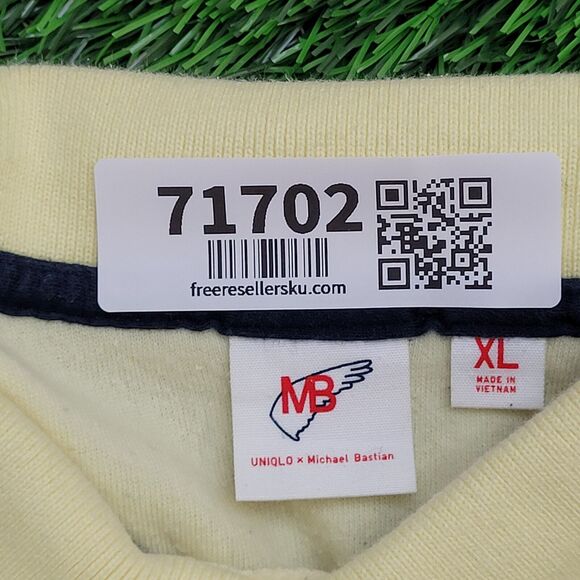 71702
freeresellersku.com
MB
UNIQLO × Michael Bastian
XL
MADE IN
VIETNAM